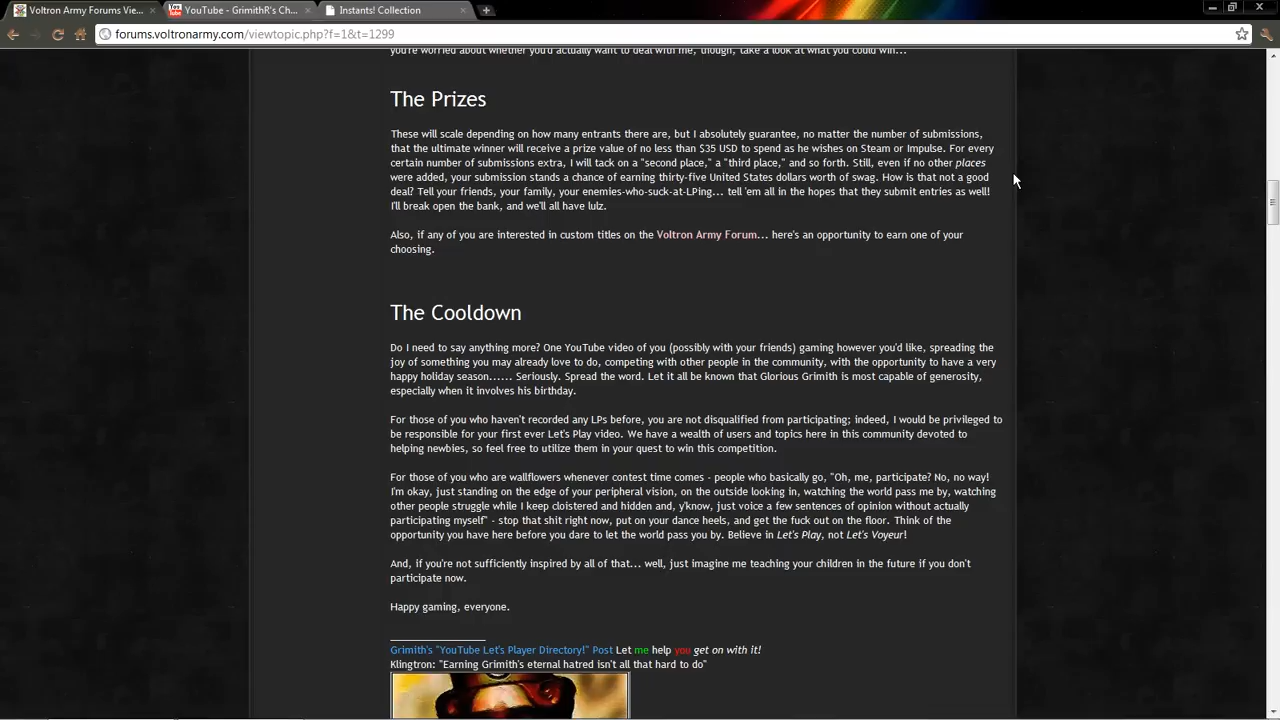 Voltron Army Forums Vie...
YouTube - GrimithR's Ch...
Instants! Collection
forums.voltronarmy.com/viewtopic.php?f=1&t=1299
you're worried about whether you'd actually want to deal with me, though, take a look at what you could win...
The Prizes
These will scale depending on how many entrants there are, but I absolutely guarantee, no matter the number of submissions,
that the ultimate winner will receive a prize value of no less than $35 USD to spend as he wishes on Steam or Impulse. For every
certain number of submissions extra, I will tack on a "second place," a "third place," and so forth. Still, even if no other places
were added, your submission stands a chance of earning thirty-five United States dollars worth of swag. How is that not a good
deal? Tell your friends, your family, your enemies-who-suck-at-LPing... tell 'em all in the hopes that they submit entries as well!
I'll break open the bank, and we'll all have lulz.
Also, if any of you are interested in custom titles on the Voltron Army Forum... here's an opportunity to earn one of your
choosing.
The Cooldown
Do I need to say anything more? One YouTube video of you (possibly with your friends) gaming however you'd like, spreading the
joy of something you may already love to do, competing with other people in the community, with the opportunity to have a very
happy holiday season...... Seriously. Spread the word. Let it all be known that Glorious Grimith is most capable of generosity,
especially when it involves his birthday.
For those of you who haven't recorded any LPs before, you are not disqualified from participating; indeed, I would be privileged to
be responsible for your first ever Let's Play video. We have a wealth of users and topics here in this community devoted to
helping newbies, so feel free to utilize them in your quest to win this competition.
For those of you who are wallflowers whenever contest time comes - people who basically go, "Oh, me, participate? No, no way!
I'm okay, just standing on the edge of your peripheral vision, on the outside looking in, watching the world pass me by, watching
other people struggle while I keep cloistered and hidden and, y'know, just voice a few sentences of opinion without actually
participating myself" - stop that shit right now, put on your dance heels, and get the fuck out on the floor. Think of the
opportunity you have here before you dare to let the world pass you by. Believe in Let's Play, not Let's Voyeur!
And, if you're not sufficiently inspired by all of that... well, just imagine me teaching your children in the future if you don't
participate now.
Happy gaming, everyone.
Grimith's "YouTube Let's Player Directory!" Post Let me help you get on with it!
Klingtron: "Earning Grimith's eternal hatred isn't all that hard to do"